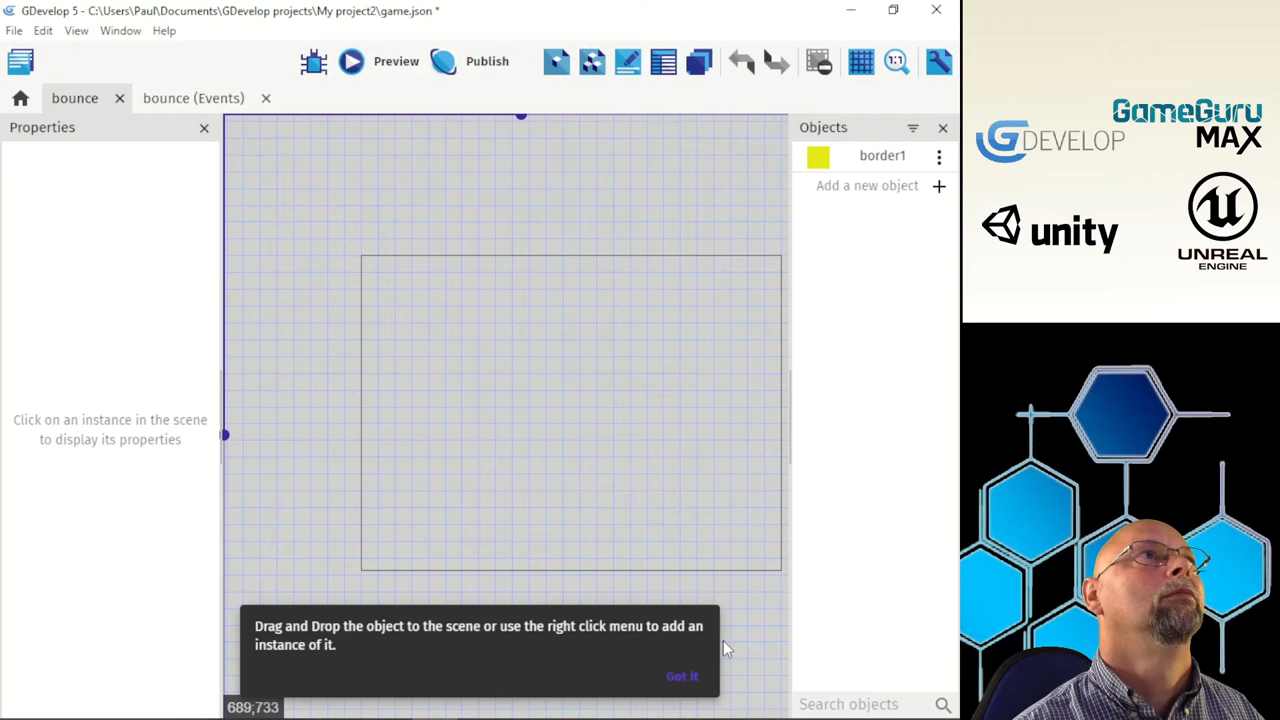 GDevelop 5 - C:\Users\Paul\Documents\GDevelop projects\My project2\game.json *
File Edit View Window Help
Preview Publish 1:1
bounce bounce (Events)
Properties
Objects
border1
Add a new object
Click on an instance in the scene
to display its properties
Drag and Drop the object to the scene or use the right click menu to add an
instance of it.
Got it
689;733
Search objects
GameGuru
MAX
GDEVELOP
unity
UNREAL
ENGINE